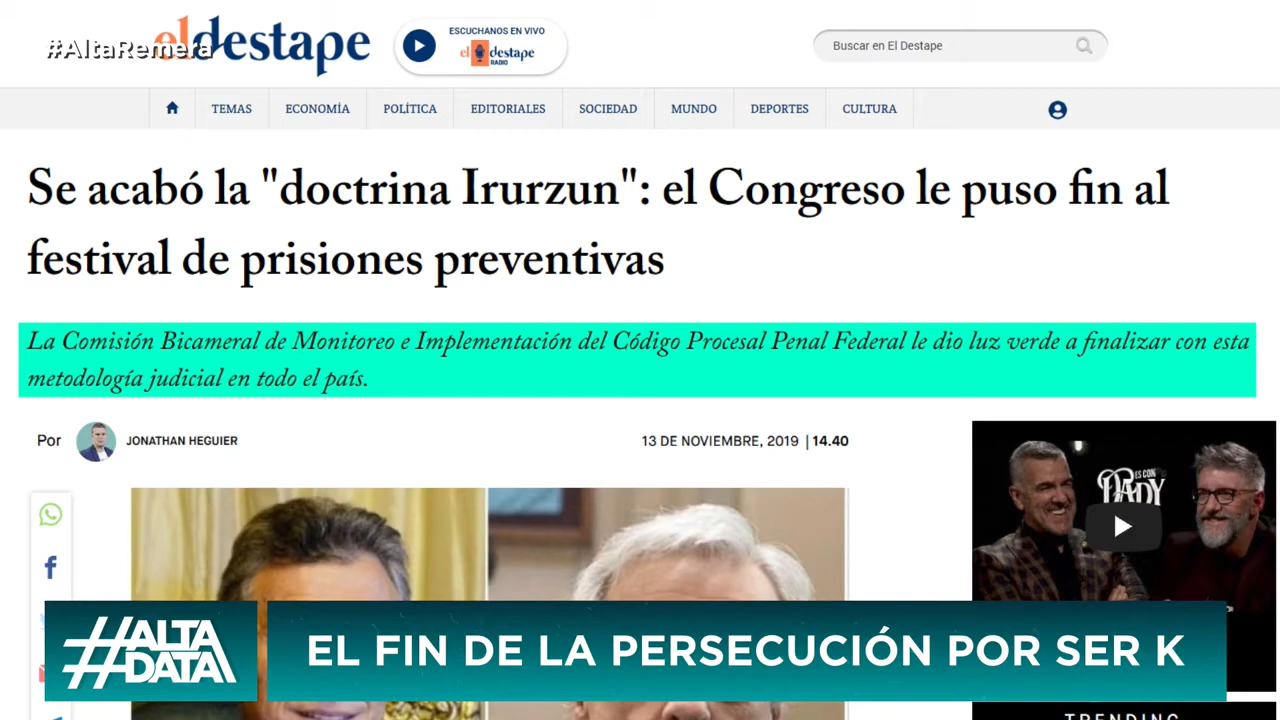 #AltaRemera
el destape
ESCUCHANOS EN VIVO
el destape
RADIO
Buscar en El Destape
TEMAS
ECONOMÍA
POLÍTICA
EDITORIALES
SOCIEDAD
MUNDO
DEPORTES
CULTURA
Se acabó la "doctrina Irurzun": el Congreso le puso fin al
festival de prisiones preventivas
La Comisión Bicameral de Monitoreo e Implementación del Código Procesal Penal Federal le dio luz verde a finalizar con esta
metodología judicial en todo el país.
Por JONATHAN HEGUIER
13 DE NOVIEMBRE, 2019 | 14.40
ES CON
DADY
#ALTA
DATA
EL FIN DE LA PERSECUCIÓN POR SER K
TRENDING